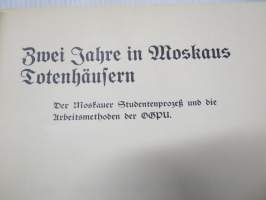 Zwei Jahre in Moskaus
Totenhäusern
Der Moskauer Studentenprozeß und die
Arbeitsmethoden der OGPU.